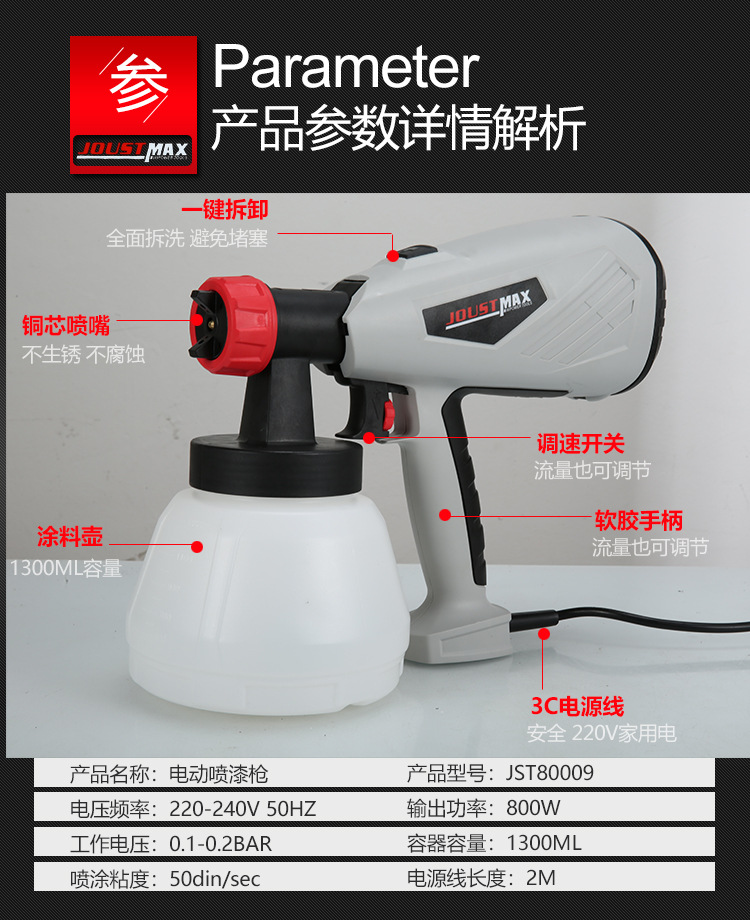 参
JOUST MAX
Parameter
产品参数详情解析
一键拆卸
全面拆洗 避免堵塞
JOUST MAX
铜芯喷嘴
不生锈 不腐蚀
调速开关
流量也可调节
软胶手柄
流量也可调节
涂料壶
1300ML容量
3C电源线
安全 220V家用电
产品名称：电动喷漆枪
产品型号：JST80009
电压频率：220-240V 50HZ
输出功率：800W
工作电压：0.1-0.2BAR
容器容量：1300ML
喷涂粘度：50din/sec
电源线长度：2M